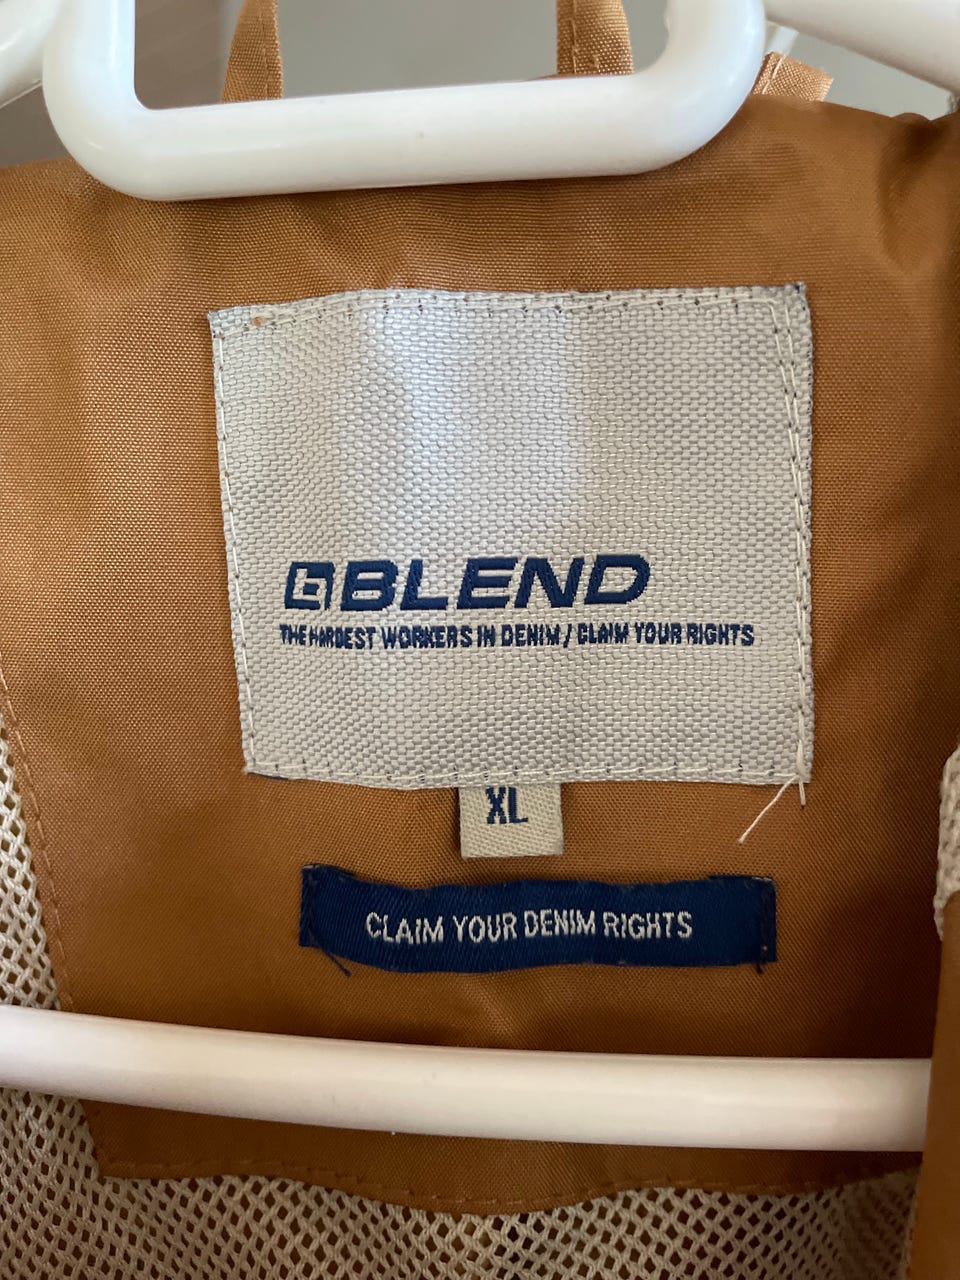 BLEND
THE HARDEST WORKERS IN DENIM / CLAIM YOUR RIGHTS
XL
CLAIM YOUR DENIM RIGHTS